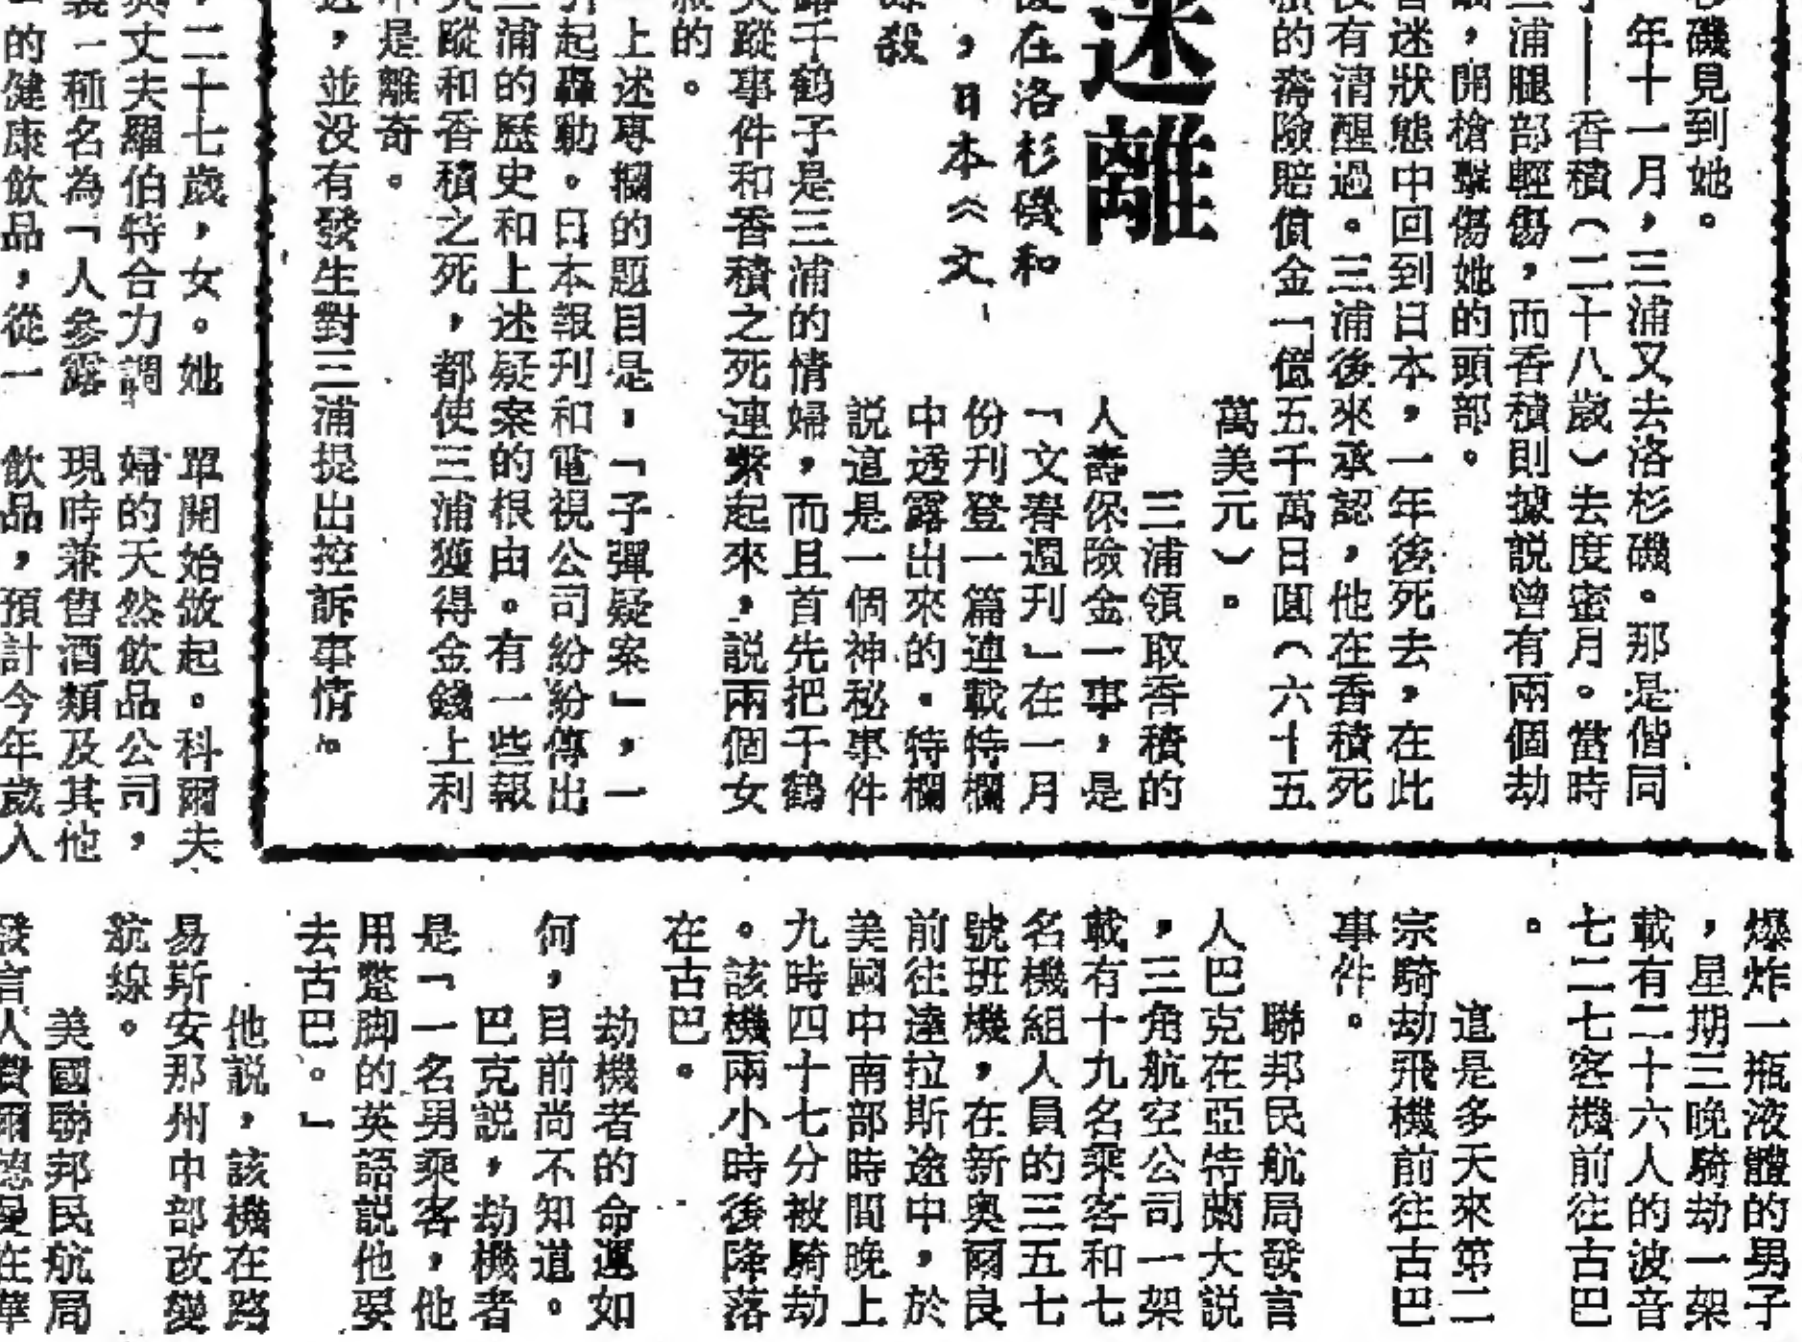 杉磯見到她。
年十一月，三浦又去洛杉磯。那是偕同
——香積（二十八歲）去度蜜月。當時
三浦腿部輕傷，而香積則據説曾有兩個劫
，開槍擊傷她的頭部。
昏迷狀態中回到日本，一年後死去，在此
没有清醒過。三浦後來承認，他在香積死
積的壽險賠償金一億五千萬日圓（六十五
萬美元）。
迷離
後在洛杉磯和
，日本《文
謀殺
三浦領取香積的
人壽保險金一事，是
「文春週刊」在一月
份刊登一篇連載特欄
中透露出來的。特欄
説這是一個神秘事件
露千鶴子是三浦的情婦，而且首先把千鶴
失蹤事件和香積之死連繫起來，説兩個女
的。
上述專欄的題目是，「子彈疑案」，一
引起轟動。日本報刊和電視公司紛紛傳出
三浦的歷史和上述疑案的根由。有一些報
失蹤和香積之死，都使三浦獲得金錢上利
是離奇。
，並没有發生對三浦提出控訴事情。
，二十七歲，女。她
與丈夫羅伯特合力調
製一種名為「人參露
的健康飲品，從一
單開始做起。科爾夫
婦的天然飲品公司，
現時兼售酒類及其他
飲品，預計今年歲入
爆炸一瓶液體的男子
，星期三晚騎劫一架
載有二十六人的波音
七二七客機前往古巴
。
這是多天來第二
宗騎劫飛機前往古巴
事件。
聯邦民航局發言
人巴克在亞特蘭大説
，三角航空公司一架
載有十九名乘客和七
名機組人員的三五七
號班機，在新奥爾良
前往達拉斯途中，於
美國中南部時間晚上
九時四十七分被騎劫
。該機兩小時後降落
在古巴。
劫機者的命運如
何，目前尚不知道。
巴克説，劫機者
是「一名男乘客，他
用蹩脚的英語説他要
去古巴。」
他説，該機在路
易斯安那州中部改變
航線。
美國聯邦民航局
發言人費爾德曼在華